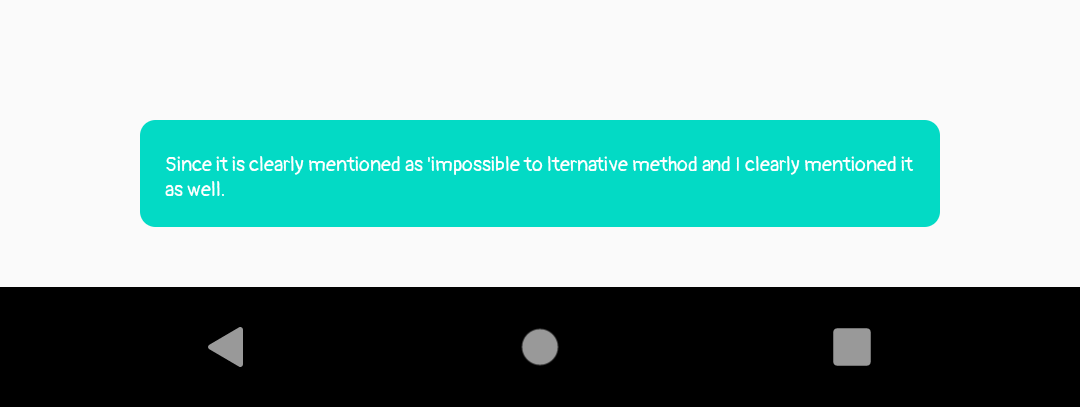 Since it is clearly mentioned as 'impossible to lternative method and I clearly mentioned it
as well.